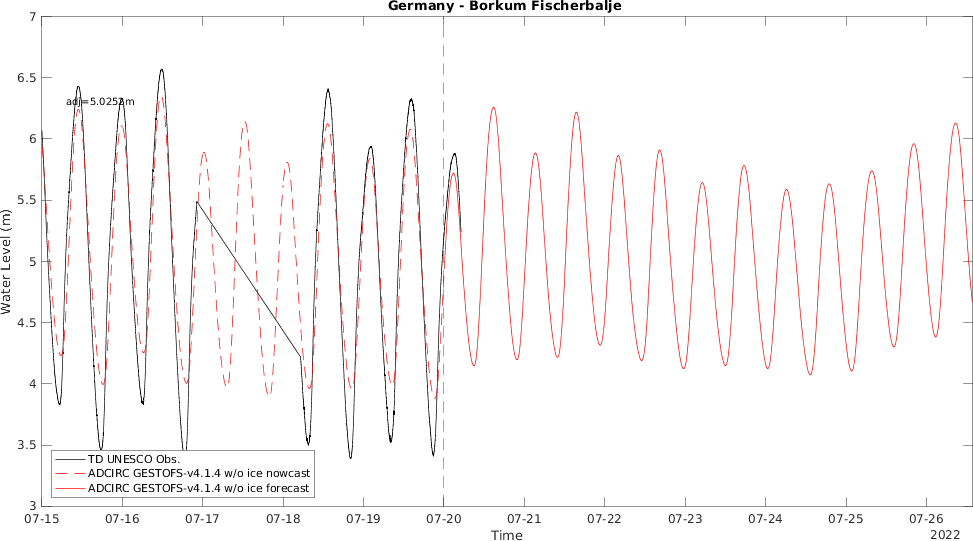 Germany - Borkum Fischerbalje
7
6.5
6
5.5
5
4.5
4
3.5
3
Water Level (m)
adj=5.0252m
TD UNESCO Obs.
ADCIRC GESTOFS-v4.1.4 w/o ice nowcast
ADCIRC GESTOFS-v4.1.4 w/o ice forecast
07-15 07-16 07-17 07-18 07-19 07-20 07-21 07-22 07-23 07-24 07-25 07-26
Time
2022